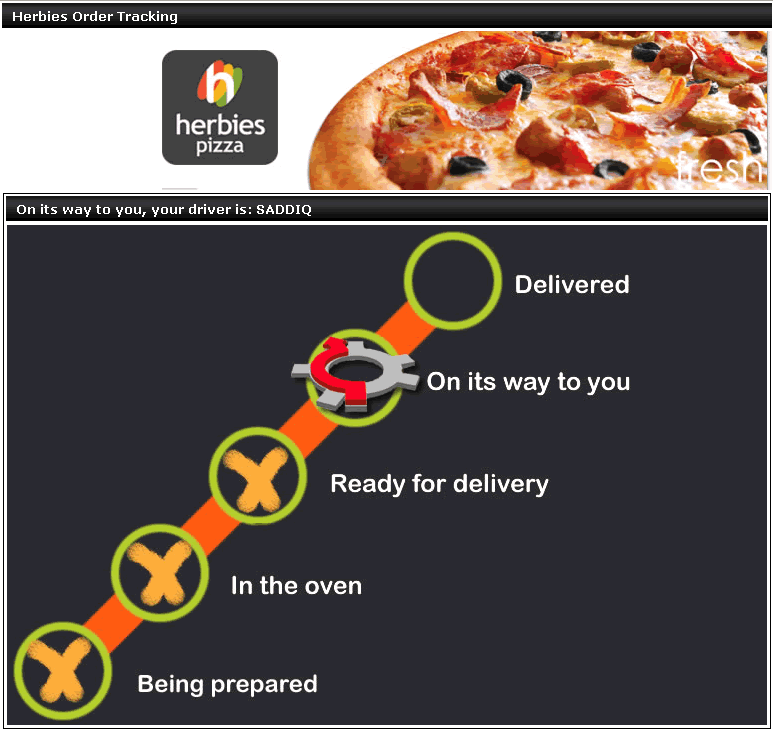 Herbies Order Tracking
herbies
pizza
fresh
On its way to you, your driver is: SADDIQ
Delivered
On its way to you
Ready for delivery
In the oven
Being prepared